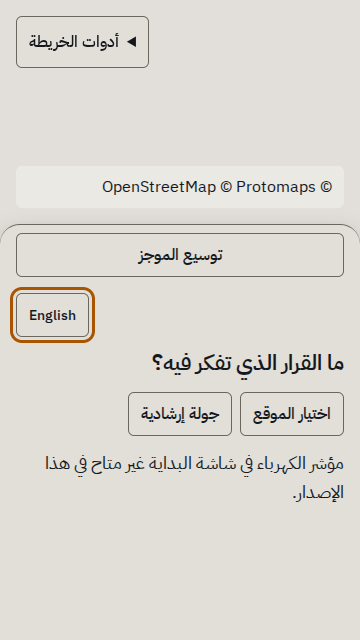 أدوات الخريطة
© OpenStreetMap © Protomaps
توسيع الموجز
English
ما القرار الذي تفكر فيه؟
اختيار الموقع
جولة إرشادية
مؤشر الكهرباء في شاشة البداية غير متاح في هذا
الإصدار.